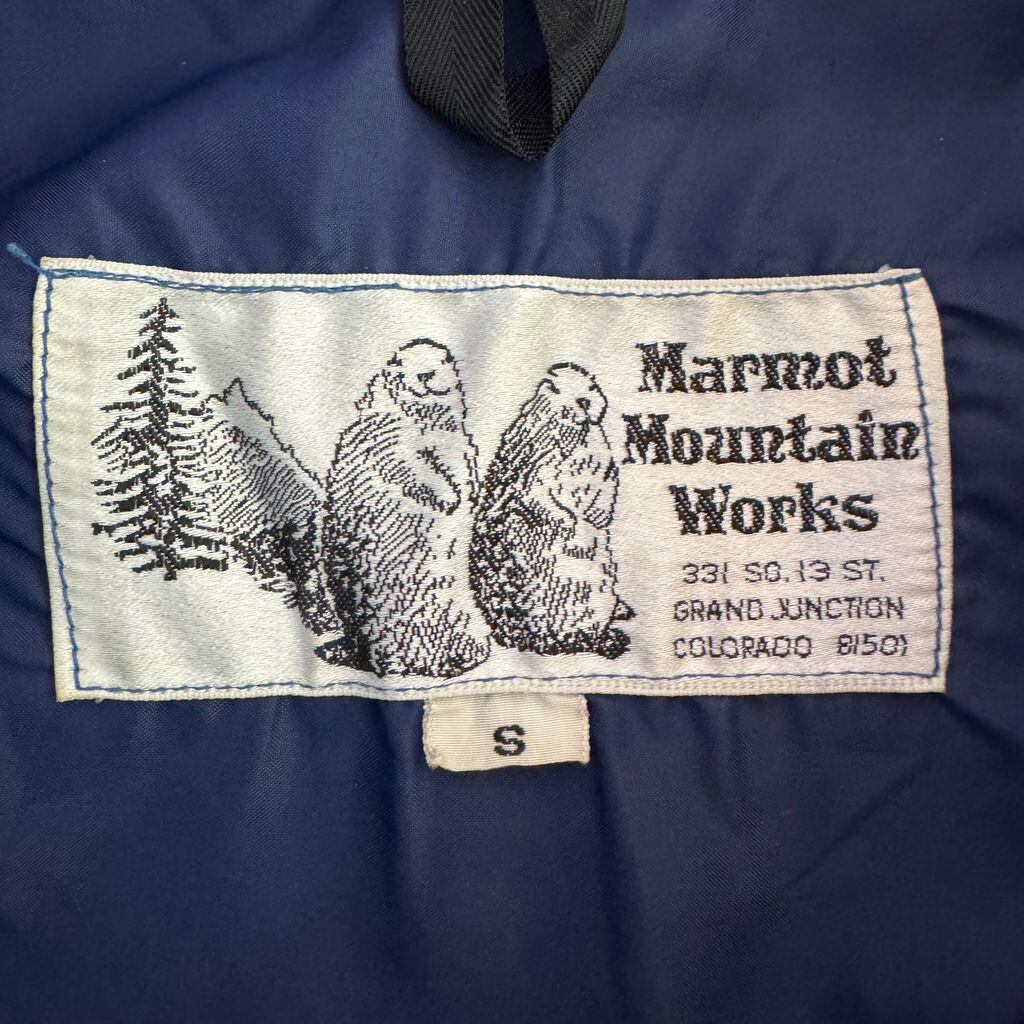 Marmot
Mountain
Works
331 SO. 13 ST.
GRAND JUNCTION
COLORADO 81501
S